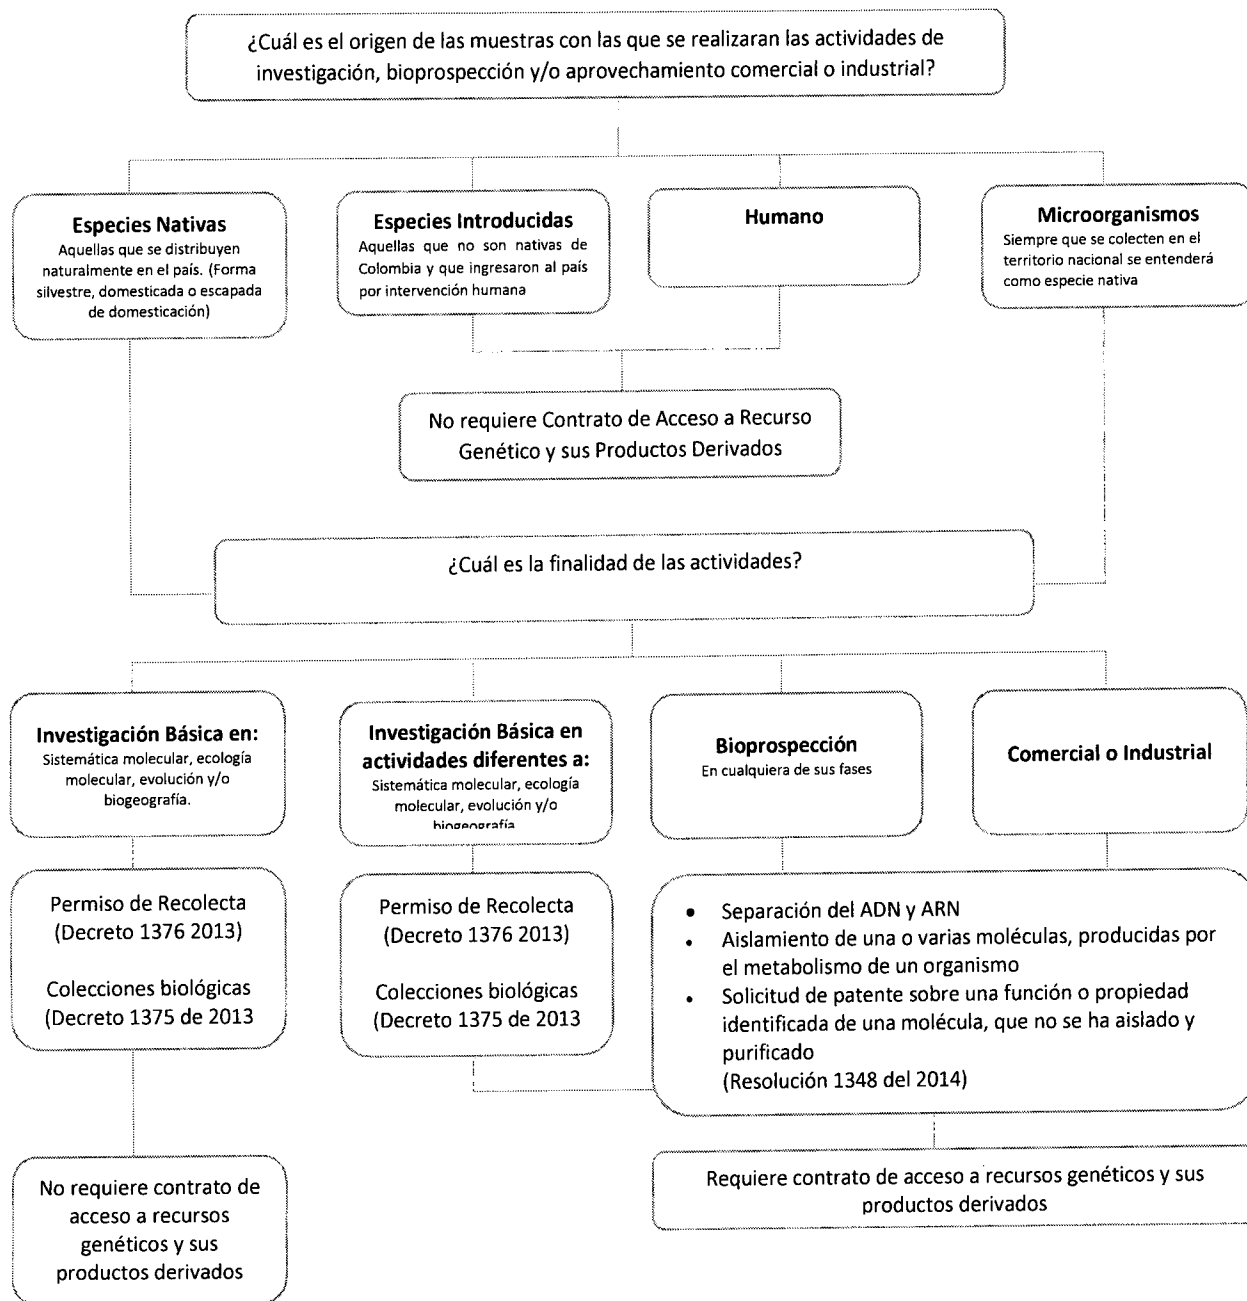 ¿Cuál es el origen de las muestras con las que se realizaran las actividades de
investigación, bioprospección y/o aprovechamiento comercial o industrial?
Especies Nativas
Aquellas que se distribuyen
naturalmente en el país. (Forma
silvestre, domesticada o escapada
de domesticación)
Especies Introducidas
Aquellas que no son nativas de
Colombia y que ingresaron al país
por intervención humana
Humano
Microorganismos
Siempre que se colecten en el
territorio nacional se entenderá
como especie nativa
No requiere Contrato de Acceso a Recurso
Genético y sus Productos Derivados
¿Cuál es la finalidad de las actividades?
Investigación Básica en:
Sistemática molecular, ecología
molecular, evolución y/o
biogeografía.
Investigación Básica en
actividades diferentes a:
Sistemática molecular, ecología
molecular, evolución y/o
biogeografía
Bioprospección
En cualquiera de sus fases
Comercial o Industrial
Permiso de Recolecta
(Decreto 1376 2013)
Colecciones biológicas
(Decreto 1375 de 2013
Permiso de Recolecta
(Decreto 1376 2013)
Colecciones biológicas
(Decreto 1375 de 2013
• Separación del ADN y ARN
• Aislamiento de una o varias moléculas, producidas por
el metabolismo de un organismo
• Solicitud de patente sobre una función o propiedad
identificada de una molécula, que no se ha aislado y
purificado
(Resolución 1348 del 2014)
No requiere contrato de
acceso a recursos
genéticos y sus
productos derivados
Requiere contrato de acceso a recursos genéticos y sus
productos derivados